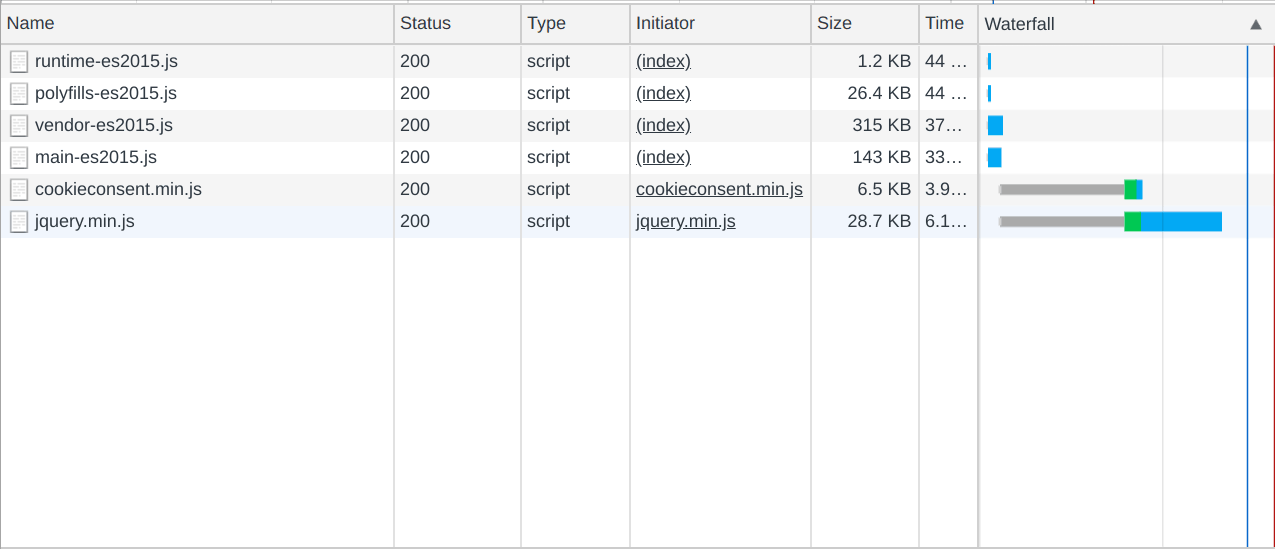 Name Status Type Initiator Size Time Waterfall ▲
runtime-es2015.js 200 script (index) 1.2 KB 44 ...
polyfills-es2015.js 200 script (index) 26.4 KB 44 ...
vendor-es2015.js 200 script (index) 315 KB 37...
main-es2015.js 200 script (index) 143 KB 33...
cookieconsent.min.js 200 script cookieconsent.min.js 6.5 KB 3.9...
jquery.min.js 200 script jquery.min.js 28.7 KB 6.1...